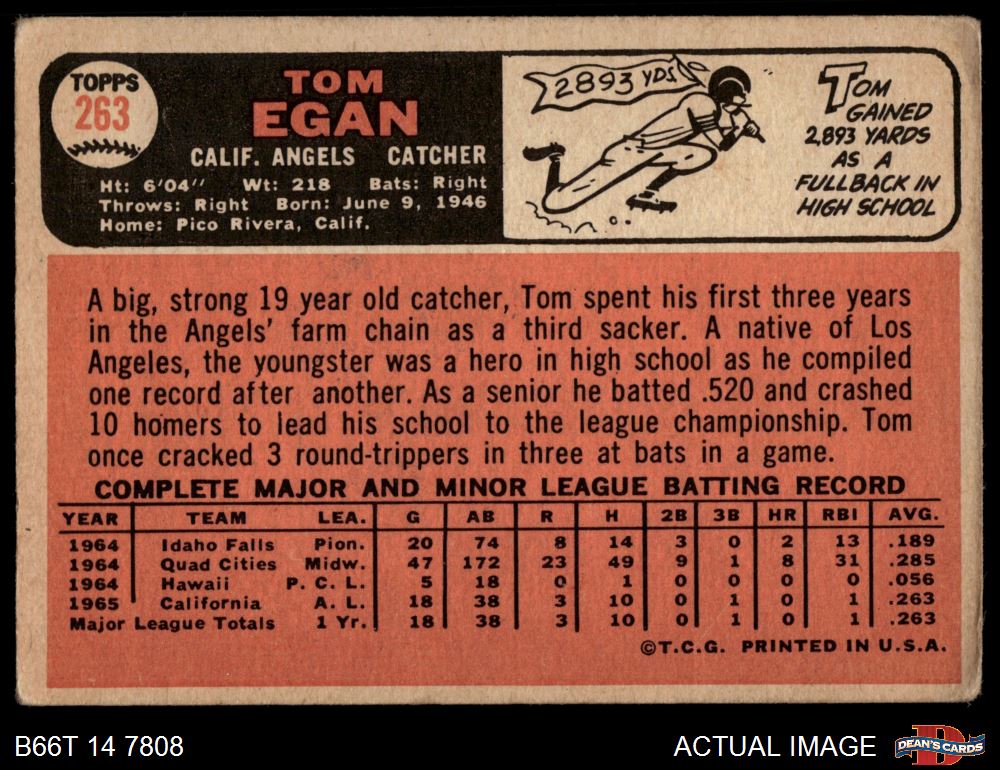 TOPPS
263
TOM
EGAN
CALIF. ANGELS CATCHER
Ht: 6'04" Wt: 218 Bats: Right
Throws: Right Born: June 9, 1946
Home: Pico Rivera, Calif.
2893 YDS.
TOM
GAINED
2,893 YARDS
AS A
FULLBACK IN
HIGH SCHOOL
A big, strong 19 year old catcher, Tom spent his first three years
in the Angels' farm chain as a third sacker. A native of Los
Angeles, the youngster was a hero in high school as he compiled
one record after another. As a senior he batted .520 and crashed
10 homers to lead his school to the league championship. Tom
once cracked 3 round-trippers in three at bats in a game.
COMPLETE MAJOR AND MINOR LEAGUE BATTING RECORD
YEAR TEAM LEA. G AB R H 2B 3B HR RBI AVG.
1964 Idaho Falls Pion. 20 74 8 14 3 0 2 13 .189
1964 Quad Cities Midw. 47 172 23 49 9 1 8 31 .285
1964 Hawaii P. C. L. 5 18 0 1 0 0 0 0 .056
1965 California A. L. 18 38 3 10 0 1 0 1 .263
Major League Totals 1 Yr. 18 38 3 10 0 1 0 1 .263
©T.C.G. PRINTED IN U.S.A.
B66T 14 7808
ACTUAL IMAGE
DEAN'S CARDS